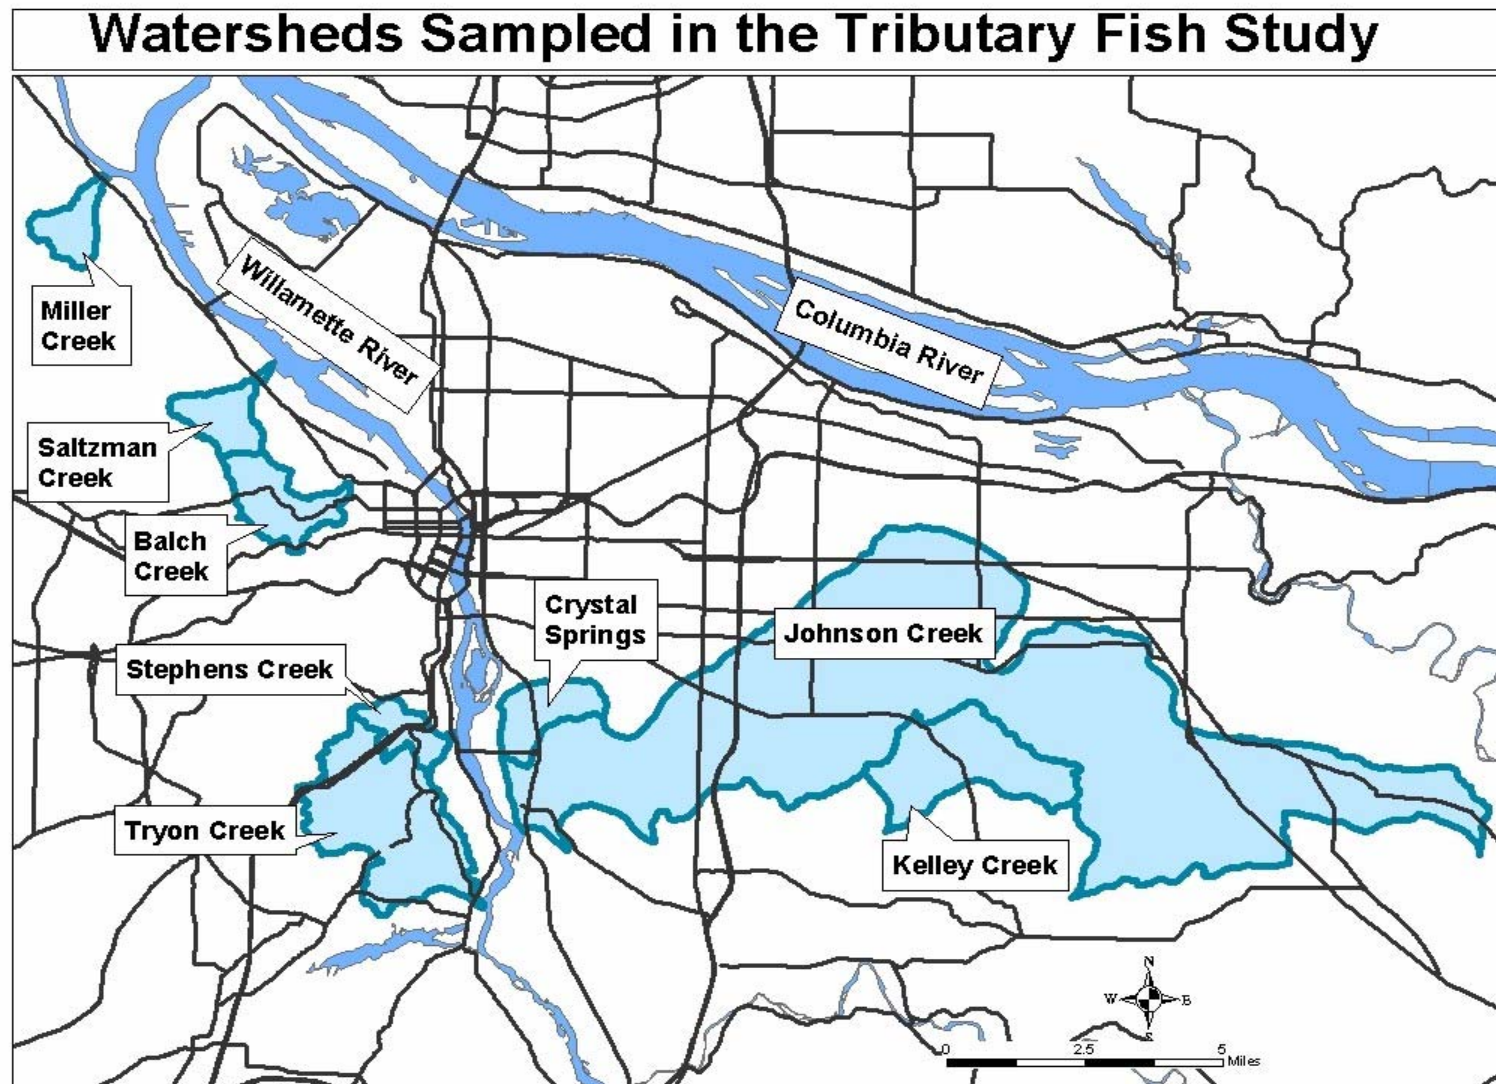 Watersheds Sampled in the Tributary Fish Study
Miller
Creek
Willamette River
Columbia River
Saltzman
Creek
Balch
Creek
Crystal
Springs
Johnson Creek
Stephens Creek
Tryon Creek
Kelley Creek
N
W
E
S
0
2.5
5
Miles